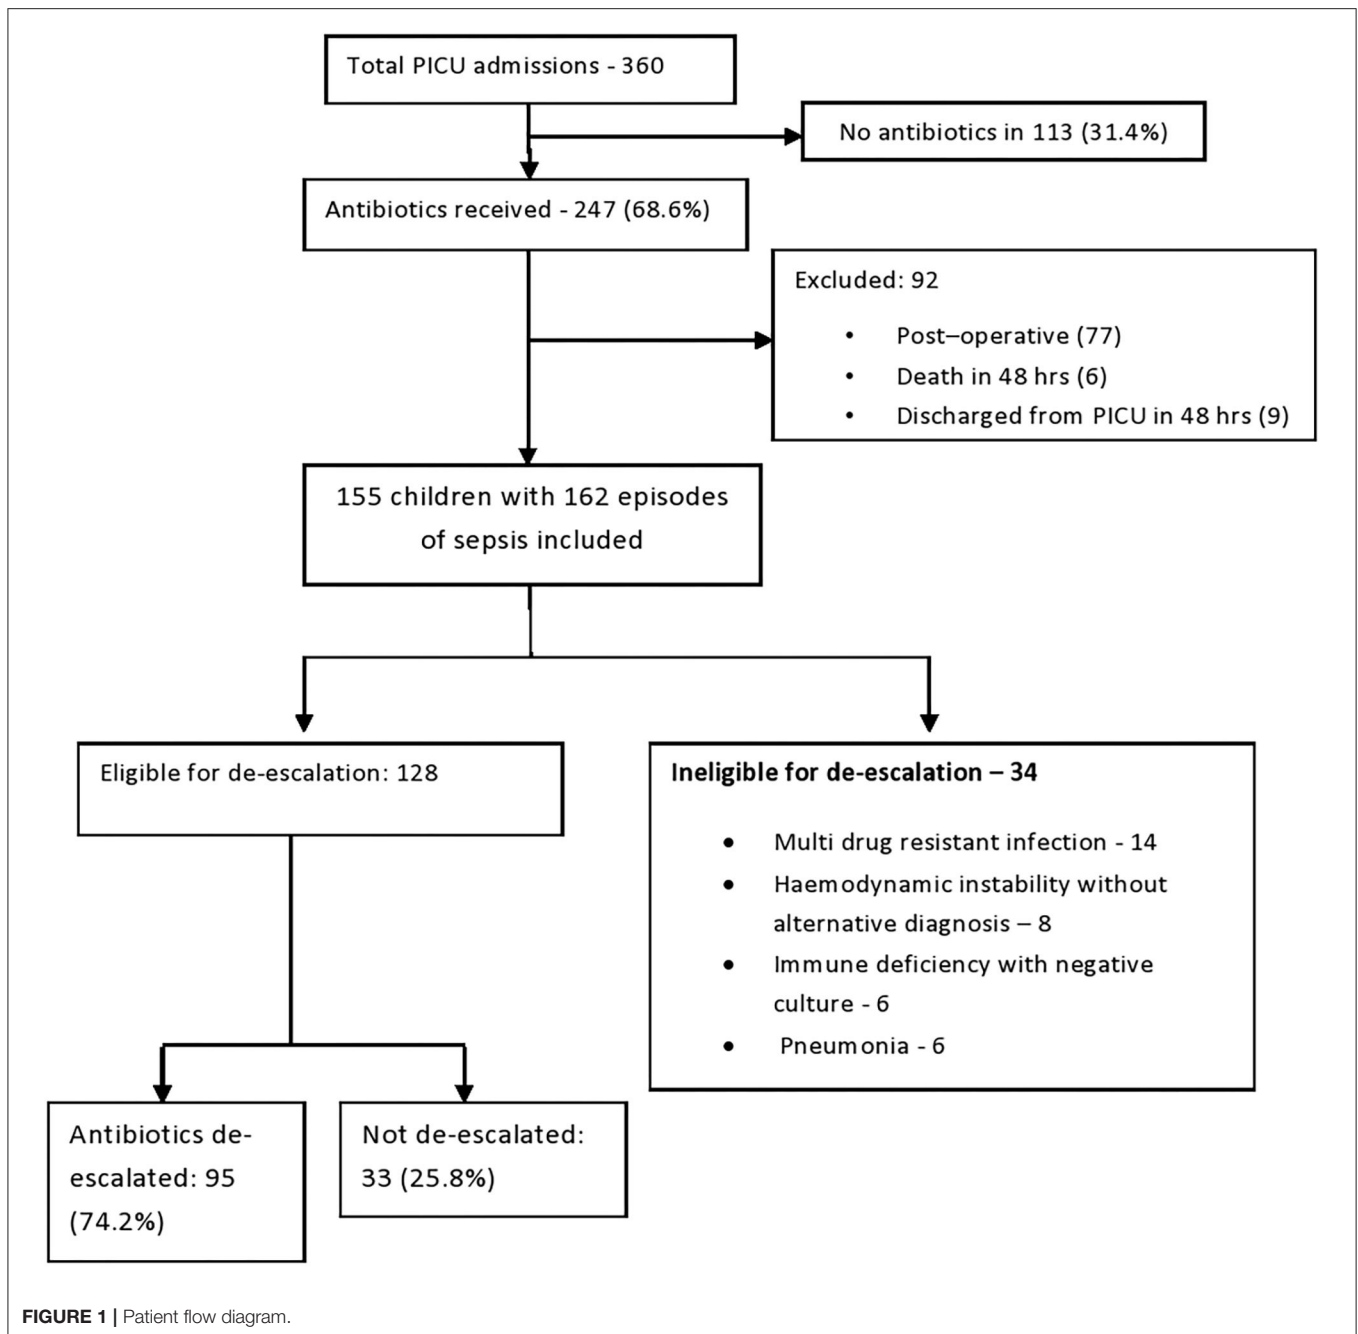 Total PICU admissions - 360
No antibiotics in 113 (31.4%)
Antibiotics received - 247 (68.6%)
Excluded: 92
• Post–operative (77)
• Death in 48 hrs (6)
• Discharged from PICU in 48 hrs (9)
155 children with 162 episodes
of sepsis included
Eligible for de-escalation: 128
Ineligible for de-escalation – 34
• Multi drug resistant infection - 14
• Haemodynamic instability without
alternative diagnosis – 8
• Immune deficiency with negative
culture - 6
• Pneumonia - 6
Antibiotics de-
escalated: 95
(74.2%)
Not de-escalated:
33 (25.8%)
FIGURE 1 | Patient flow diagram.